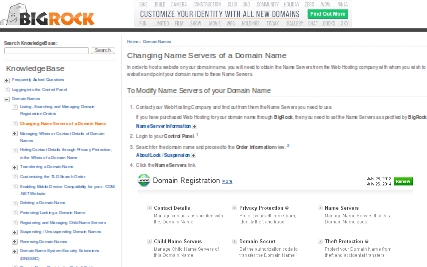 BIGROCK
CUSTOMIZE YOUR IDENTITY WITH ALL NEW DOMAINS
Find Out More
Search KnowledgeBase:
Search
KnowledgeBase
Frequently Asked Questions
Logging in to the Control Panel
Domain Names
Listing, Searching and Managing Domain
Registration Orders
Changing Name Servers of a Domain Name
Managing Whois or Contact Details of Domain
Names
Hiding Contact Details through Privacy Protection,
in the Whois of a Domain Name
Transferring a Domain Name
Customizing the TLD Search Order
Enabling Mobile Device Compatibility for your .COM/
.NET Website
Deleting a Domain Name
Protecting/Locking a Domain Name
Registering and Managing Child Name Servers
Suspending / Unsuspending Domain Names
Renewing Domain Names
Domain Name System Security Extensions
(DNSSEC)
Home > Domain Names
Changing Name Servers of a Domain Name
In order to host a website on your domain name, you will need to obtain the Name Servers from the Web Hosting company with whom you wish to
website and point your domain name to these Name Servers.
To Modify Name Servers of your Domain Name
1. Contact your Web Hosting Company and find out from them the Name Servers you need to use.
If you have purchased Web Hosting for your domain name through BigRock, then you need to set the Name Servers as specified by BigRock
Name Server Information
2. Login to your Control Panel. 1
3. Search for the domain name and proceed to the Order Information view. 2
About Lock / Suspension
4. Click the Name Servers link.
Domain Registration
Renew
Contact Details
Privacy Protection
Name Servers
Child Name Servers
Domain Secret
Theft Protection